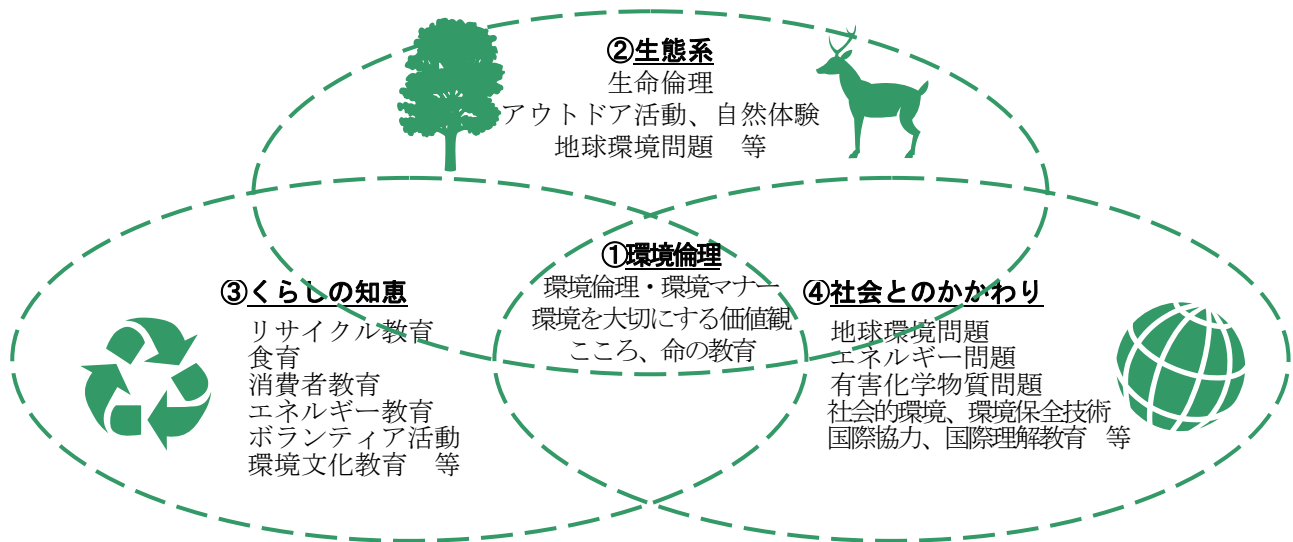 ②生態系
生命倫理
アウトドア活動、自然体験
地球環境問題　等
①環境倫理
環境倫理・環境マナー
環境を大切にする価値観
こころ、命の教育
③くらしの知恵
リサイクル教育
食育
消費者教育
エネルギー教育
ボランティア活動
環境文化教育　等
④社会とのかかわり
地球環境問題
エネルギー問題
有害化学物質問題
社会的環境、環境保全技術
国際協力、国際理解教育　等